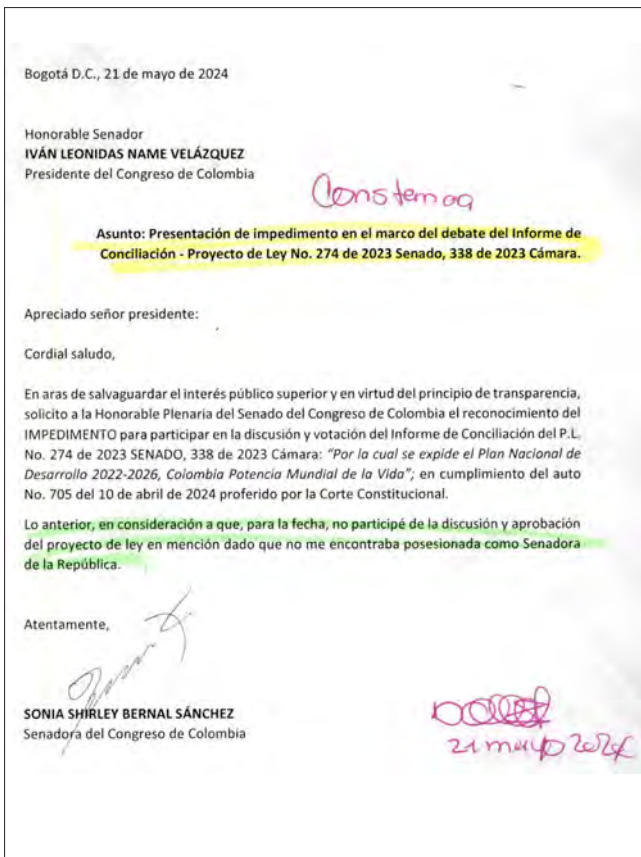 Bogotá D.C., 21 de mayo de 2024
Honorable Senador
IVÁN LEONIDAS NAME VELÁZQUEZ
Presidente del Congreso de Colombia
Asunto: Presentación de impedimento en el marco del debate del Informe de
Conciliación - Proyecto de Ley No. 274 de 2023 Senado, 338 de 2023 Cámara.
Apreciado señor presidente:
Cordial saludo,
En aras de salvaguardar el interés público superior y en virtud del principio de transparencia,
solicito a la Honorable Plenaria del Senado del Congreso de Colombia el reconocimiento del
IMPEDIMENTO para participar en la discusión y votación del Informe de Conciliación del P.L.
No. 274 de 2023 SENADO, 338 de 2023 Cámara: "Por la cual se expide el Plan Nacional de
Desarrollo 2022-2026, Colombia Potencia Mundial de la Vida"; en cumplimiento del auto
No. 705 del 10 de abril de 2024 proferido por la Corte Constitucional.
Lo anterior, en consideración a que, para la fecha, no participé de la discusión y aprobación
del proyecto de ley en mención dado que no me encontraba posesionada como Senadora
de la República.
Atentamente,
SONIA SHIRLEY BERNAL SÁNCHEZ
Senadora del Congreso de Colombia
21 mayo 2024